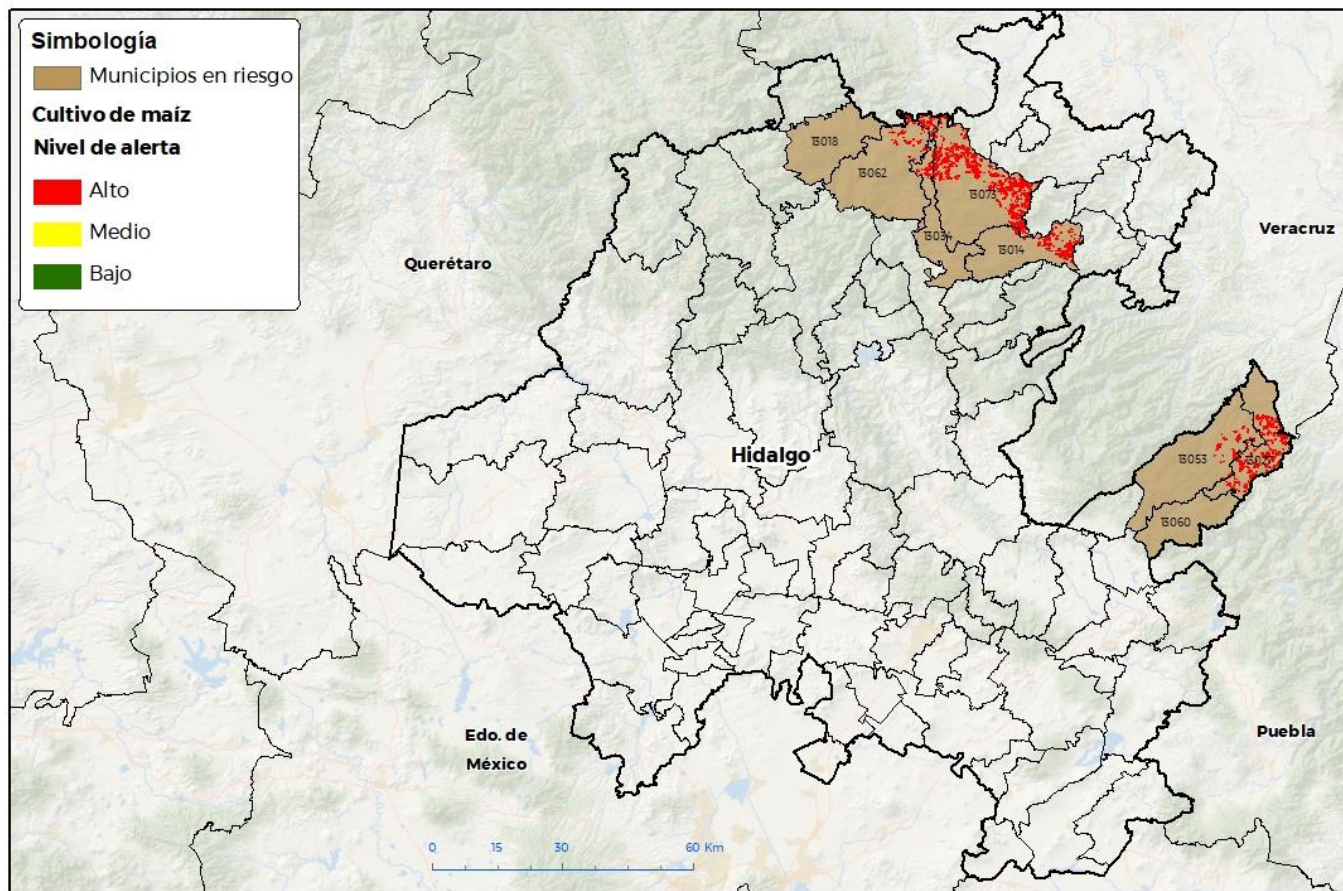 Simbología
Municipios en riesgo
Cultivo de maíz
Nivel de alerta
Alto
Medio
Bajo
13018
13062
13073
13034
13014
Veracruz
Querétaro
Hidalgo
13053
13060
Edo. de
México
Puebla
0 15 30 60 Km